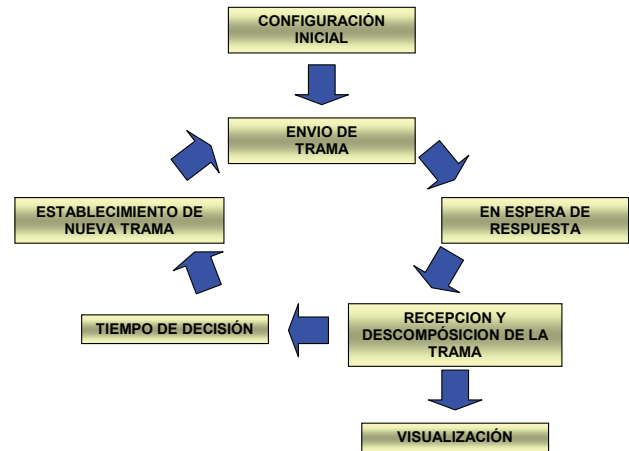 CONFIGURACIÓN
INICIAL
ENVIO DE
TRAMA
ESTABLECIMIENTO DE
NUEVA TRAMA
EN ESPERA DE
RESPUESTA
TIEMPO DE DECISIÓN
RECEPCION Y
DESCOMPÓSICION DE LA
TRAMA
VISUALIZACIÓN